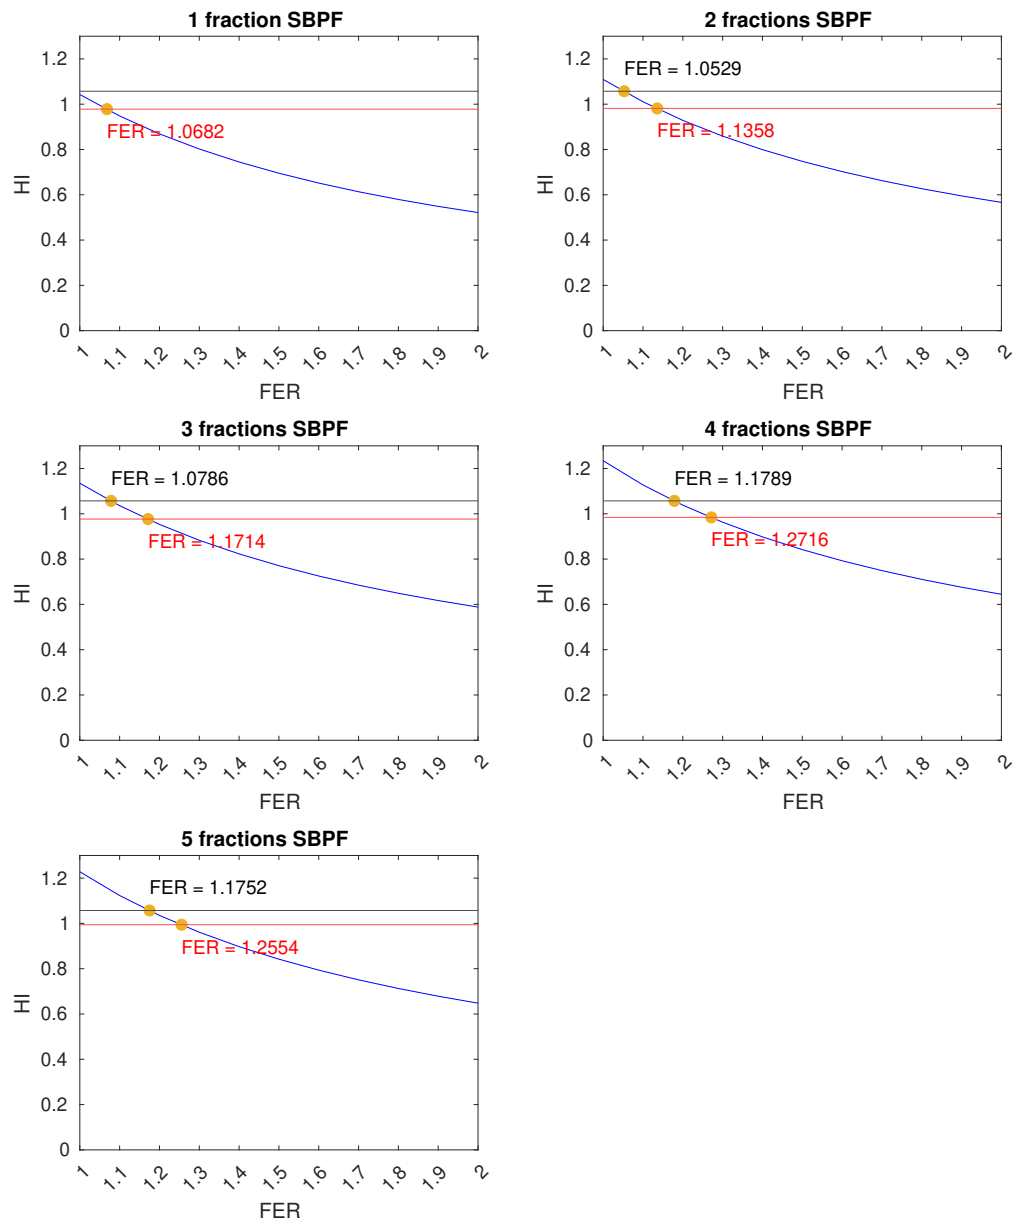 1 fraction SBPF
1.2
1
0.8
0.6
0.4
0.2
0
HI
FER = 1.0682
1 1.1 1.2 1.3 1.4 1.5 1.6 1.7 1.8 1.9 2
FER
2 fractions SBPF
1.2
1
0.8
0.6
0.4
0.2
0
HI
FER = 1.0529
FER = 1.1358
1 1.1 1.2 1.3 1.4 1.5 1.6 1.7 1.8 1.9 2
FER
3 fractions SBPF
1.2
1
0.8
0.6
0.4
0.2
0
HI
FER = 1.0786
FER = 1.1714
1 1.1 1.2 1.3 1.4 1.5 1.6 1.7 1.8 1.9 2
FER
4 fractions SBPF
1.2
1
0.8
0.6
0.4
0.2
0
HI
FER = 1.1789
FER = 1.2716
1 1.1 1.2 1.3 1.4 1.5 1.6 1.7 1.8 1.9 2
FER
5 fractions SBPF
1.2
1
0.8
0.6
0.4
0.2
0
HI
FER = 1.1752
FER = 1.2554
1 1.1 1.2 1.3 1.4 1.5 1.6 1.7 1.8 1.9 2
FER